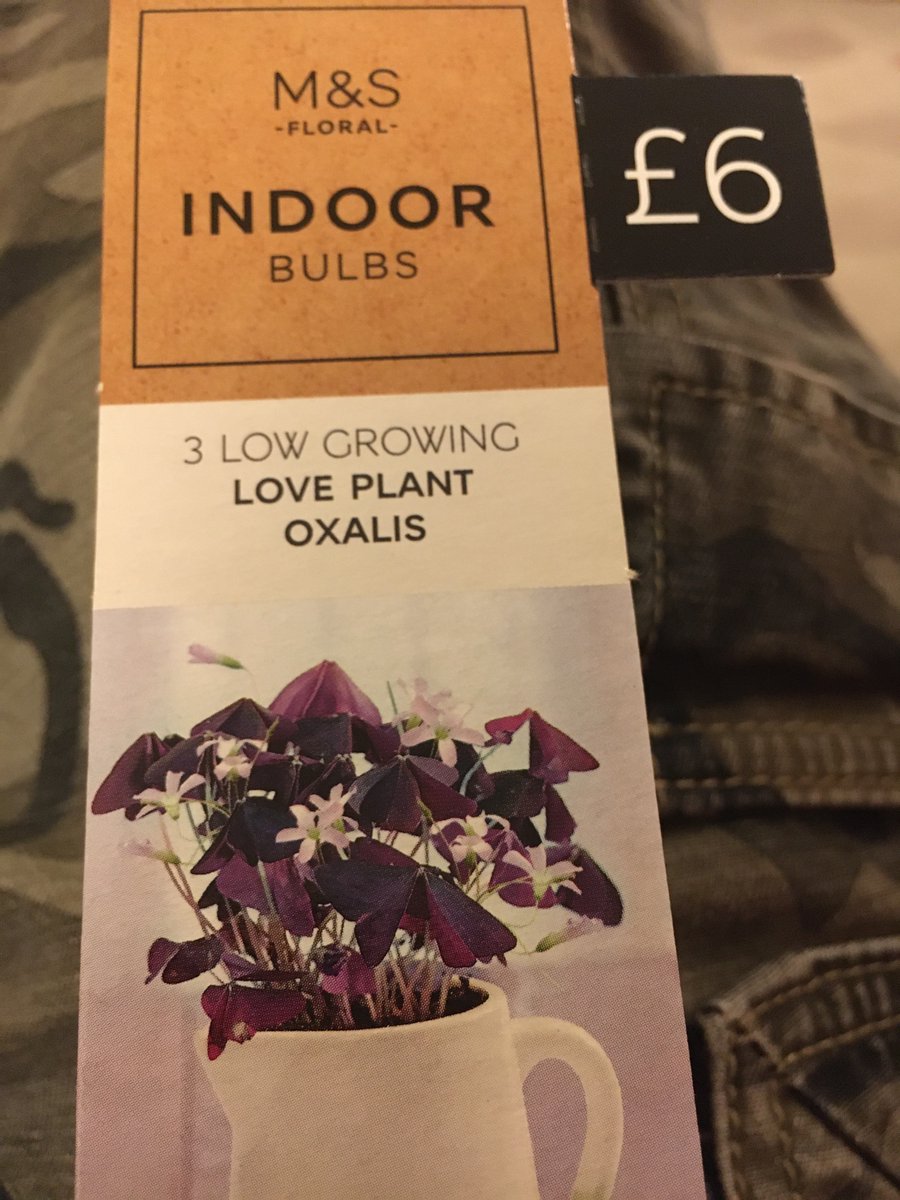 M&S
-FLORAL-
INDOOR
BULBS
£6
3 LOW GROWING
LOVE PLANT
OXALIS